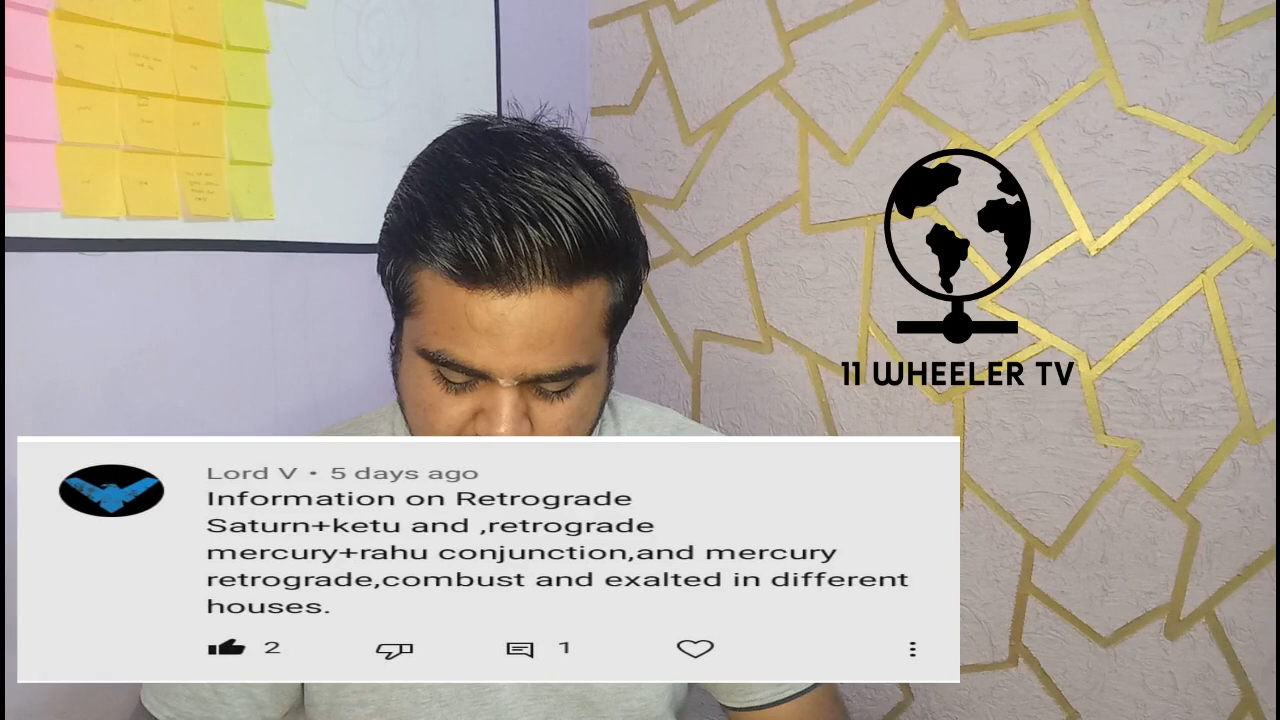 11 WHEELER TV
Lord V • 5 days ago
Information on Retrograde
Saturn+ketu and ,retrograde
mercury+rahu conjunction,and mercury
retrograde,combust and exalted in different
houses.
2
1